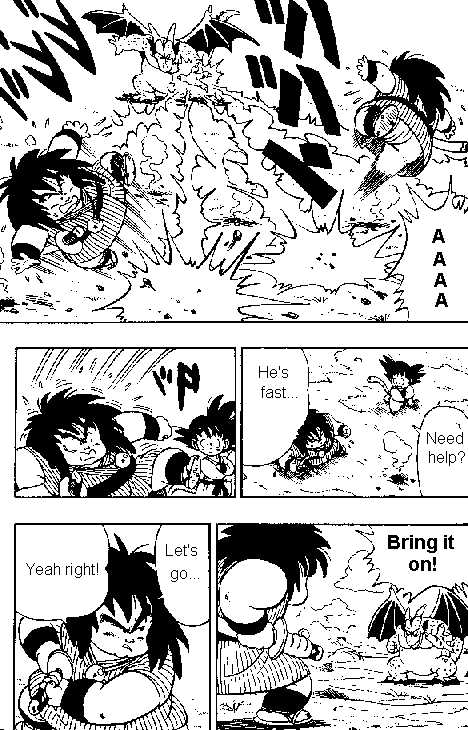 A
A
A
A
He's
fast...
Need
help?
Yeah right!
Let's
go...
Bring it
on!